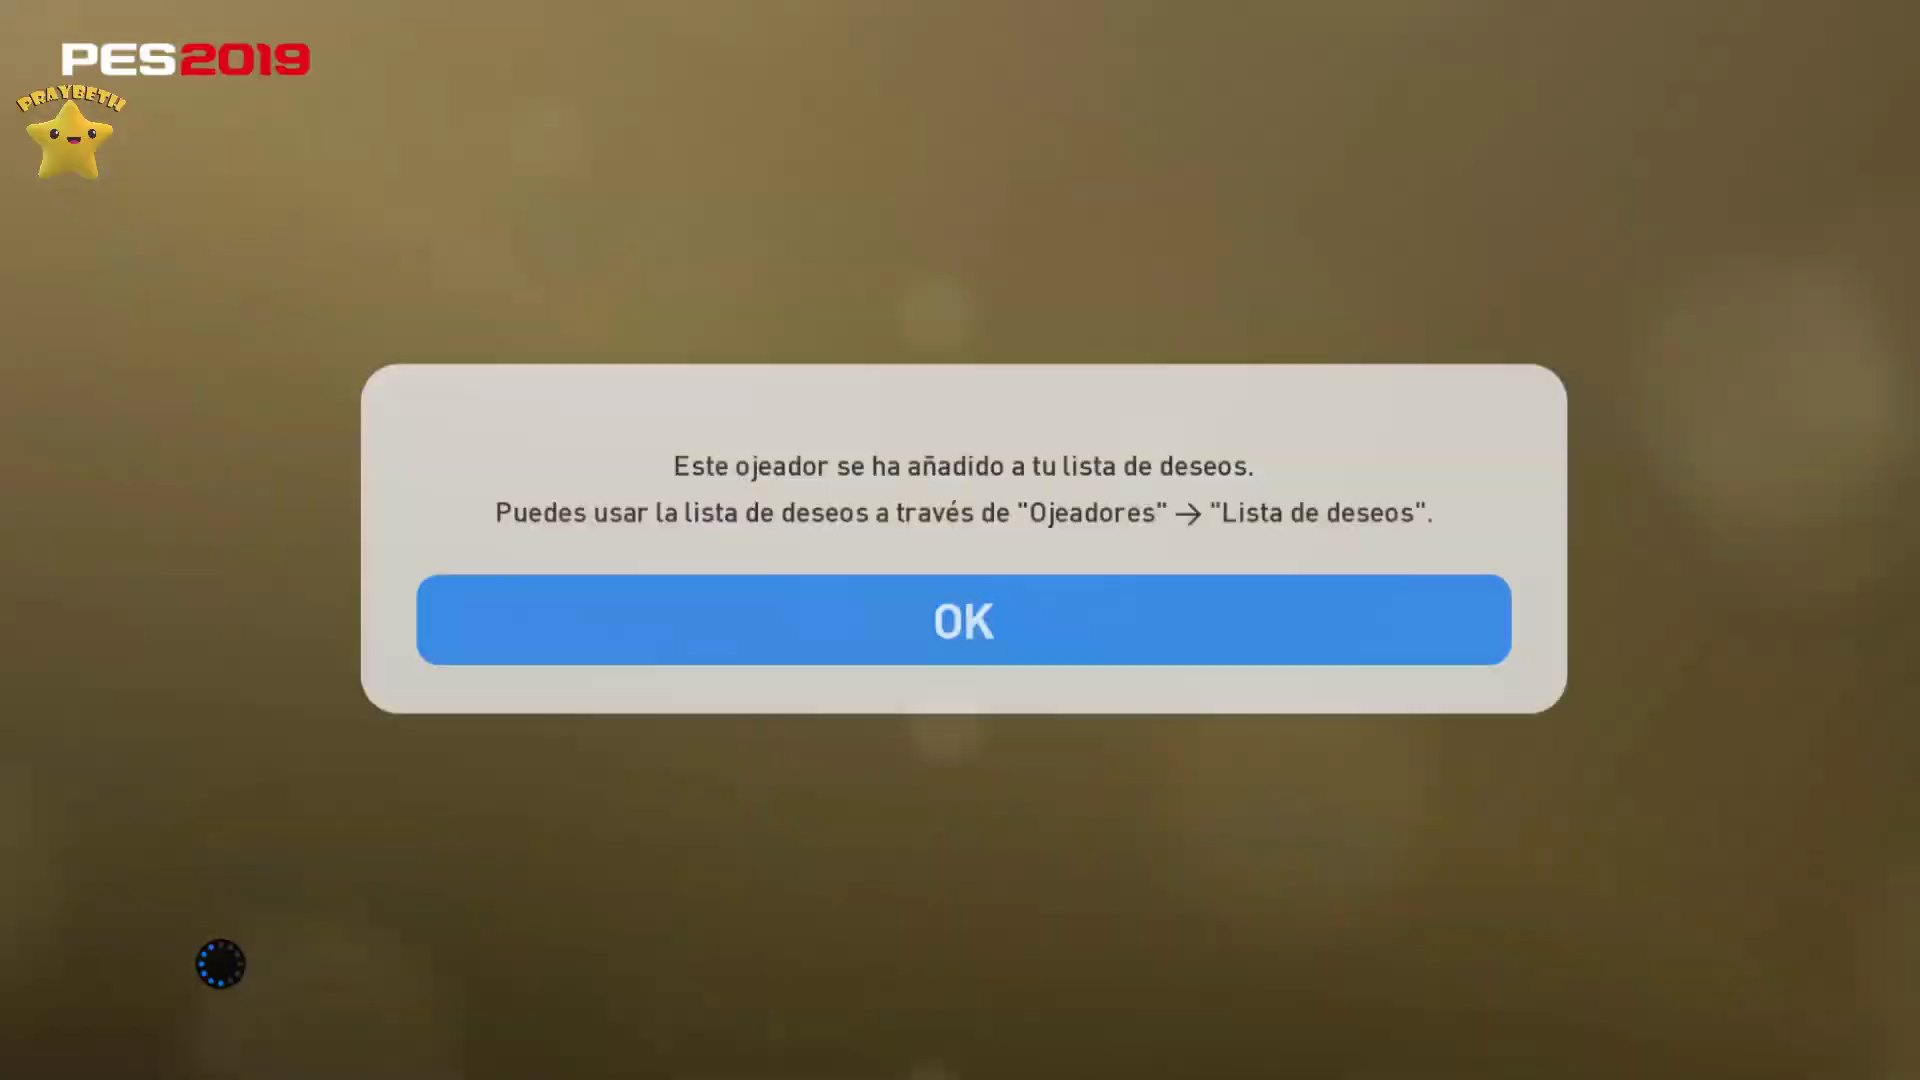 PES2019
PRAYBETH
Este ojeador se ha añadido a tu lista de deseos.
Puedes usar la lista de deseos a través de "Ojeadores" → "Lista de deseos".
OK